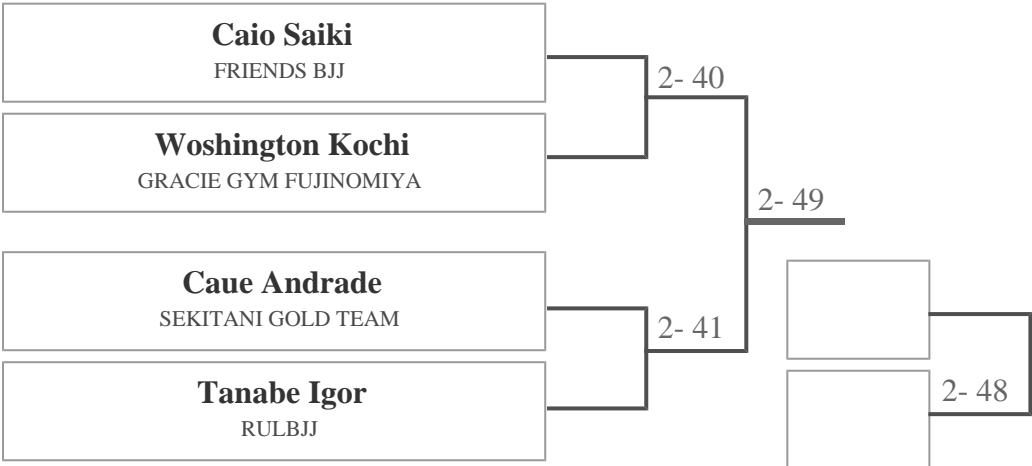 Caio Saiki
FRIENDS BJJ
2- 40
Woshington Kochi
GRACIE GYM FUJINOMIYA
2- 49
Caue Andrade
SEKITANI GOLD TEAM
2- 41
Tanabe Igor
RULBJJ
2- 48